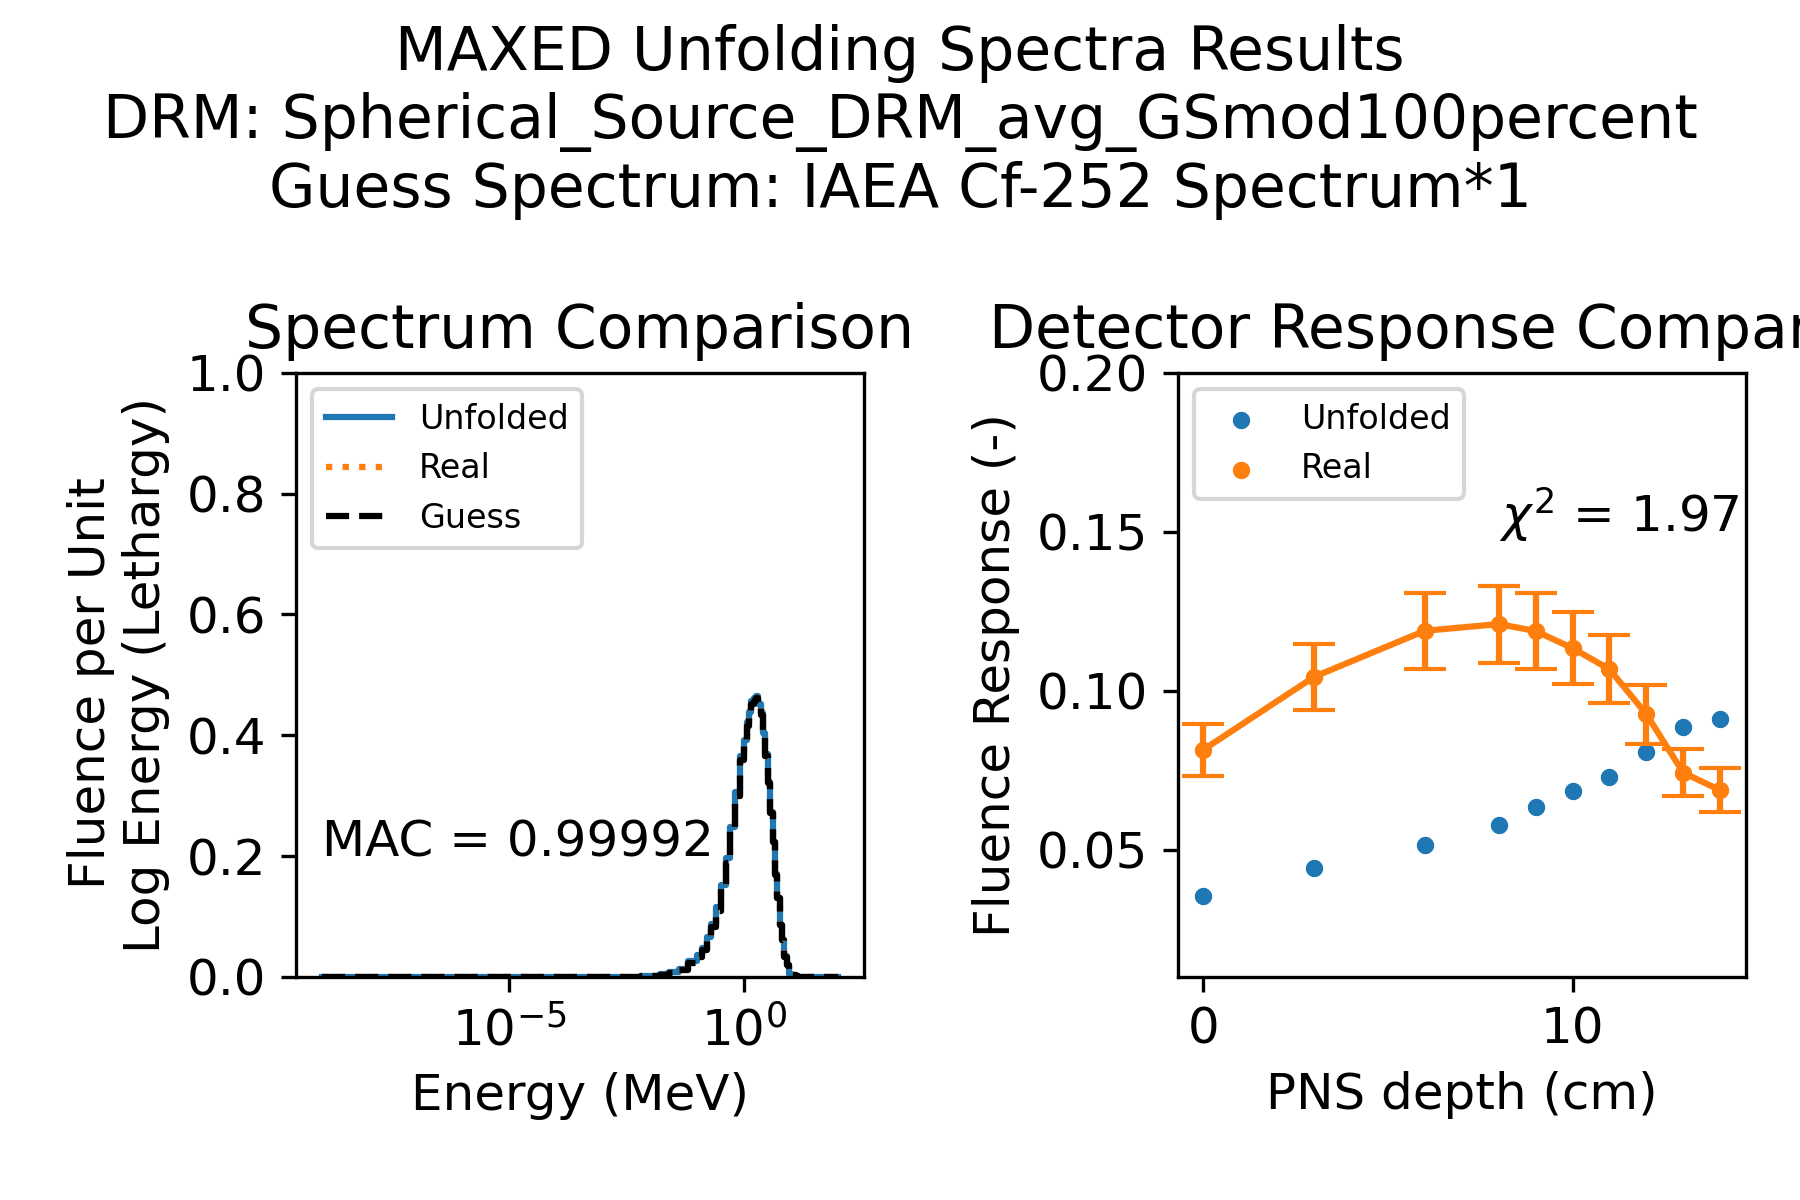 MAXED Unfolding Spectra Results
DRM: Spherical_Source_DRM_avg_GSmod100percent
Guess Spectrum: IAEA Cf-252 Spectrum*1
Spectrum Comparison
Fluence per Unit
Log Energy (Lethargy)
1.0
0.8
0.6
0.4
0.2
0.0
Unfolded
Real
Guess
MAC = 0.99992
10⁻⁵ 10⁰
Energy (MeV)
Detector Response Compar
Fluence Response (-)
0.20
0.15
0.10
0.05
Unfolded
Real
χ² = 1.97
0 10
PNS depth (cm)